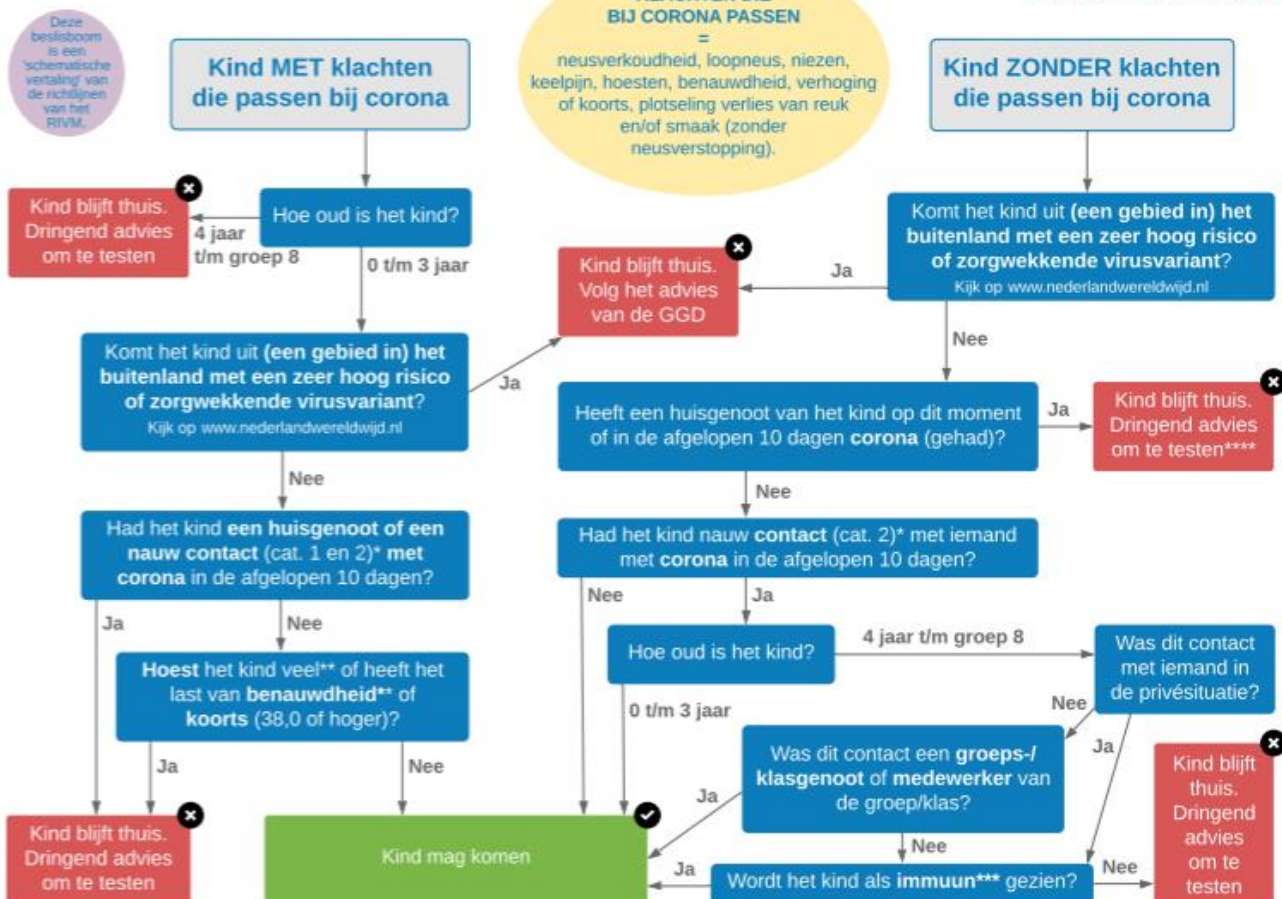 Deze
beslisboom
is een
'schematische
vertaling' van
de richtlijnen
van het
RIVM.
Kind MET klachten
die passen bij corona
BIJ CORONA PASSEN
=
neusverkoudheid, loopneus, niezen,
keelpijn, hoesten, benauwdheid, verhoging
of koorts, plotseling verlies van reuk
en/of smaak (zonder
neusverstopping).
Kind ZONDER klachten
die passen bij corona
Kind blijft thuis.
Dringend advies
om te testen
4 jaar
t/m groep 8
Hoe oud is het kind?
0 t/m 3 jaar
Komt het kind uit (een gebied in) het
buitenland met een zeer hoog risico
of zorgwekkende virusvariant?
Kijk op www.nederlandwereldwijd.nl
Ja
Kind blijft thuis.
Volg het advies
van de GGD
Ja
Komt het kind uit (een gebied in) het
buitenland met een zeer hoog risico
of zorgwekkende virusvariant?
Kijk op www.nederlandwereldwijd.nl
Nee
Heeft een huisgenoot van het kind op dit moment
of in de afgelopen 10 dagen corona (gehad)?
Ja
Kind blijft thuis.
Dringend advies
om te testen****
Nee
Nee
Had het kind een huisgenoot of een
nauw contact (cat. 1 en 2)* met
corona in de afgelopen 10 dagen?
Had het kind nauw contact (cat. 2)* met iemand
met corona in de afgelopen 10 dagen?
Ja
Nee
Nee
Ja
Hoest het kind veel** of heeft het
last van benauwdheid** of
koorts (38,0 of hoger)?
Hoe oud is het kind?
4 jaar t/m groep 8
Was dit contact
met iemand in
de privésituatie?
0 t/m 3 jaar
Nee
Ja
Was dit contact een groeps-/
klasgenoot of medewerker van
de groep/klas?
Ja
Nee
Ja
Kind blijft
thuis.
Dringend
advies
om te
testen
Kind blijft thuis.
Dringend advies
om te testen
Kind mag komen
Nee
Ja
Wordt het kind als immuun*** gezien?
Nee